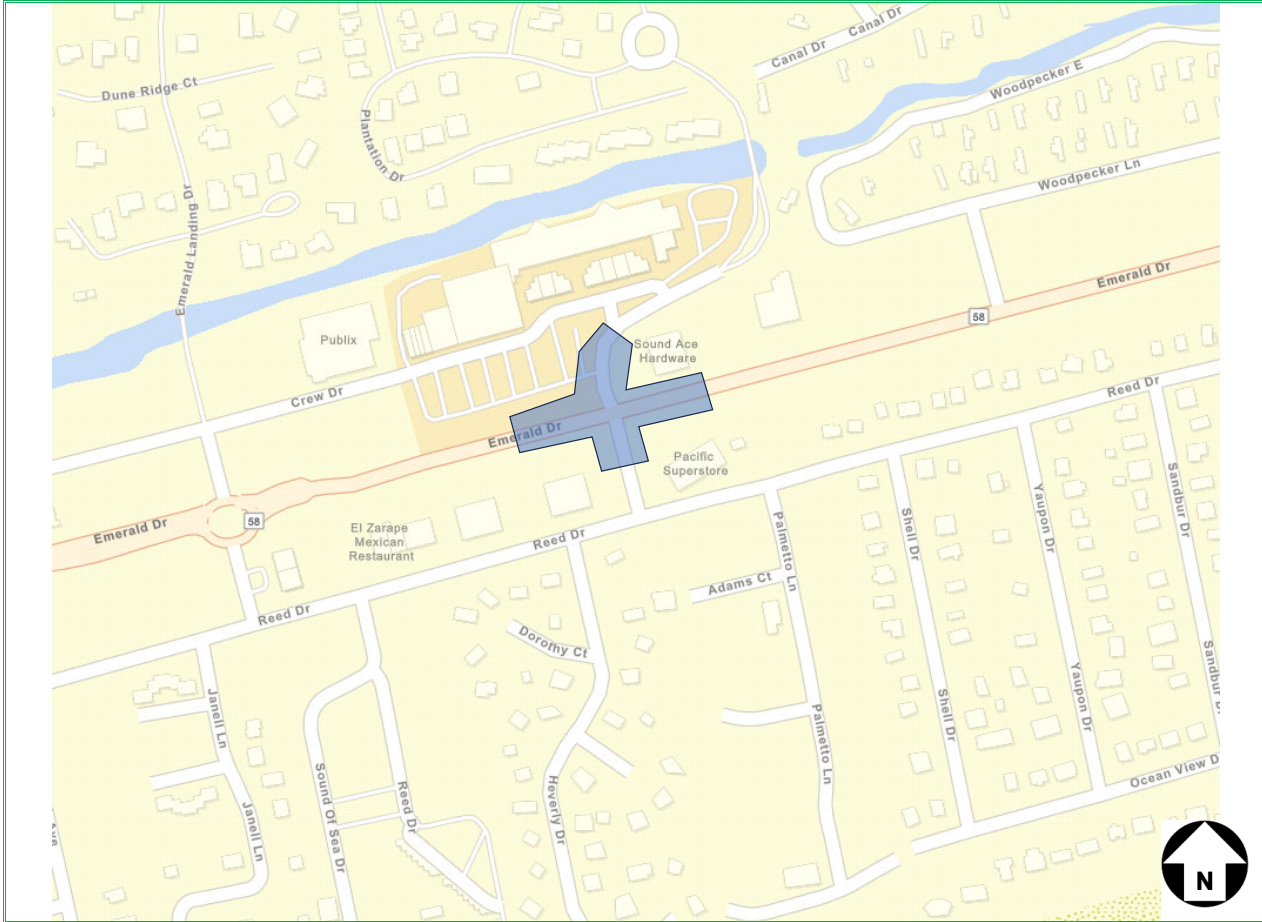 Canal Dr
Canal Dr
Dune Ridge Ct
Woodpecker E
Plantation Dr
Woodpecker Ln
Emerald Landing Dr
Emerald Dr
58
Publix
Sound Ace
Hardware
Crew Dr
Reed Dr
Emerald Dr
Pacific
Superstore
58
Emerald Dr
El Zarape
Mexican
Restaurant
Reed Dr
Sandbur Dr
Yaupon Dr
Shell Dr
Palmetto Ln
Adams Ct
Reed Dr
Dorothy Ct
Sandbur D
Janell Ln
Yaupon Dr
Shell Dr
Palmetto Ln
Ocean View D
Sound Of Sea Dr
Reed Dr
Heverly Dr
Janell Ln
N